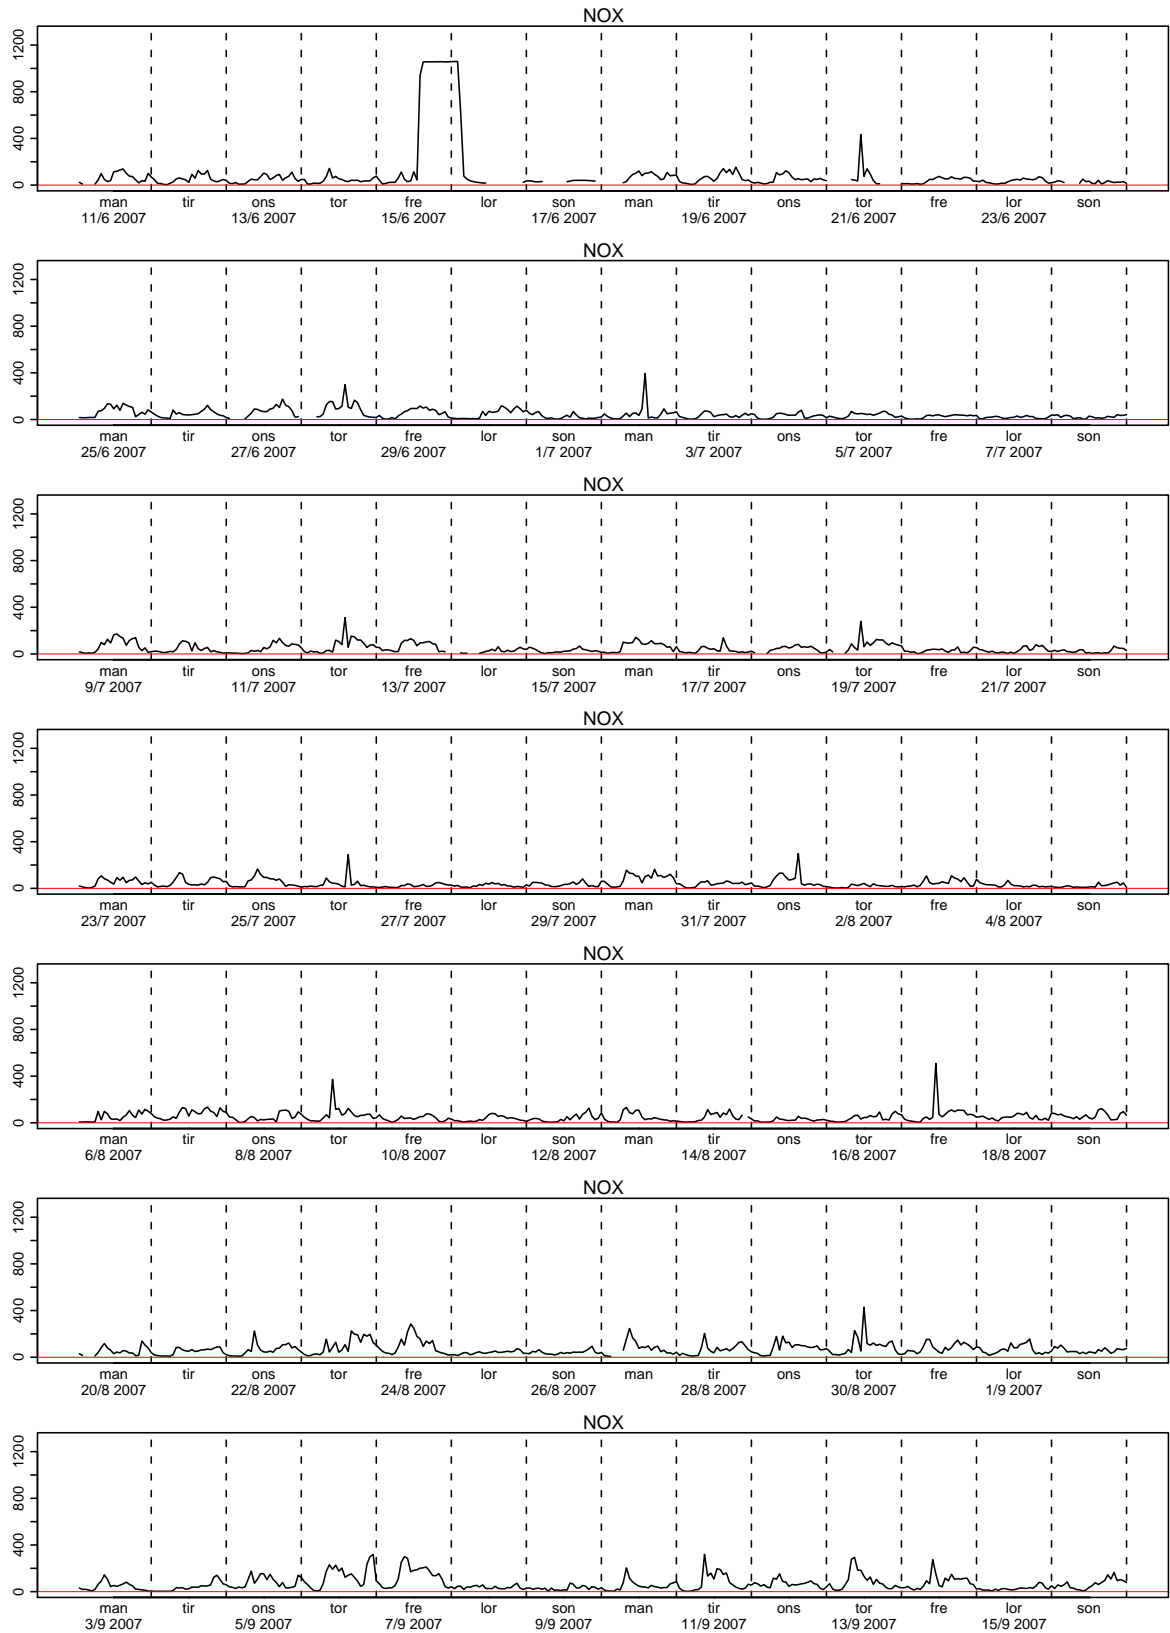 NOX
1200
800
400
0
man tir ons tor fre lor son man tir ons tor fre lor son
11/6 2007 13/6 2007 15/6 2007 17/6 2007 19/6 2007 21/6 2007 23/6 2007
NOX
1200
800
400
0
man tir ons tor fre lor son man tir ons tor fre lor son
25/6 2007 27/6 2007 29/6 2007 1/7 2007 3/7 2007 5/7 2007 7/7 2007
NOX
1200
800
400
0
man tir ons tor fre lor son man tir ons tor fre lor son
9/7 2007 11/7 2007 13/7 2007 15/7 2007 17/7 2007 19/7 2007 21/7 2007
NOX
1200
800
400
0
man tir ons tor fre lor son man tir ons tor fre lor son
23/7 2007 25/7 2007 27/7 2007 29/7 2007 31/7 2007 2/8 2007 4/8 2007
NOX
1200
800
400
0
man tir ons tor fre lor son man tir ons tor fre lor son
6/8 2007 8/8 2007 10/8 2007 12/8 2007 14/8 2007 16/8 2007 18/8 2007
NOX
1200
800
400
0
man tir ons tor fre lor son man tir ons tor fre lor son
20/8 2007 22/8 2007 24/8 2007 26/8 2007 28/8 2007 30/8 2007 1/9 2007
NOX
1200
800
400
0
man tir ons tor fre lor son man tir ons tor fre lor son
3/9 2007 5/9 2007 7/9 2007 9/9 2007 11/9 2007 13/9 2007 15/9 2007